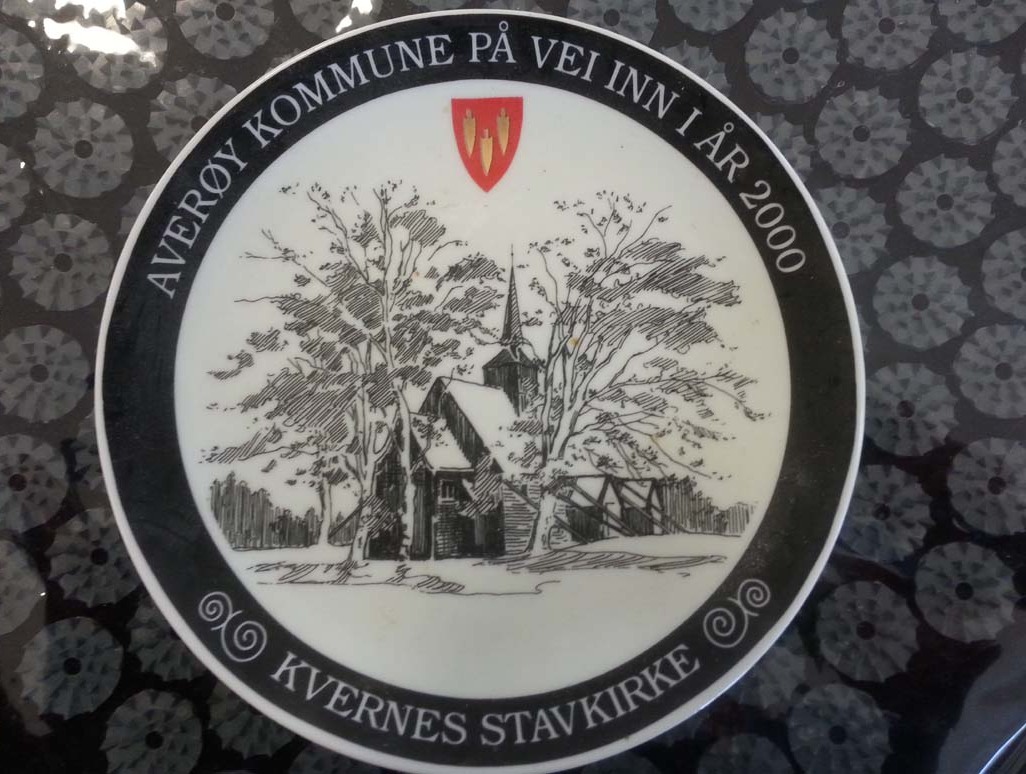 AVERØY KOMMUNE PÅ VEI INN I ÅR 2000
KVERNES STAVKIRKE